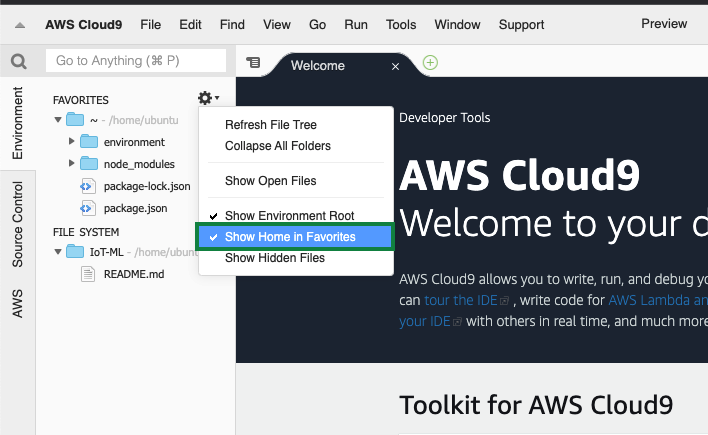 AWS Cloud9 File Edit Find View Go Run Tools Window Support Preview
Go to Anything (⌘ P)
Welcome
Environment
Source Control
AWS
FAVORITES
~ - /home/ubuntu
environment
node_modules
package-lock.json
package.json
FILE SYSTEM
IoT-ML - /home/ubunt
README.md
Refresh File Tree
Collapse All Folders
Show Open Files
Show Environment Root
Show Home in Favorites
Show Hidden Files
Developer Tools
AWS Cloud9
Welcome to your d
AWS Cloud9 allows you to write, run, and debug yo
can tour the IDE , write code for AWS Lambda an
your IDE with others in real time, and much more
Toolkit for AWS Cloud9